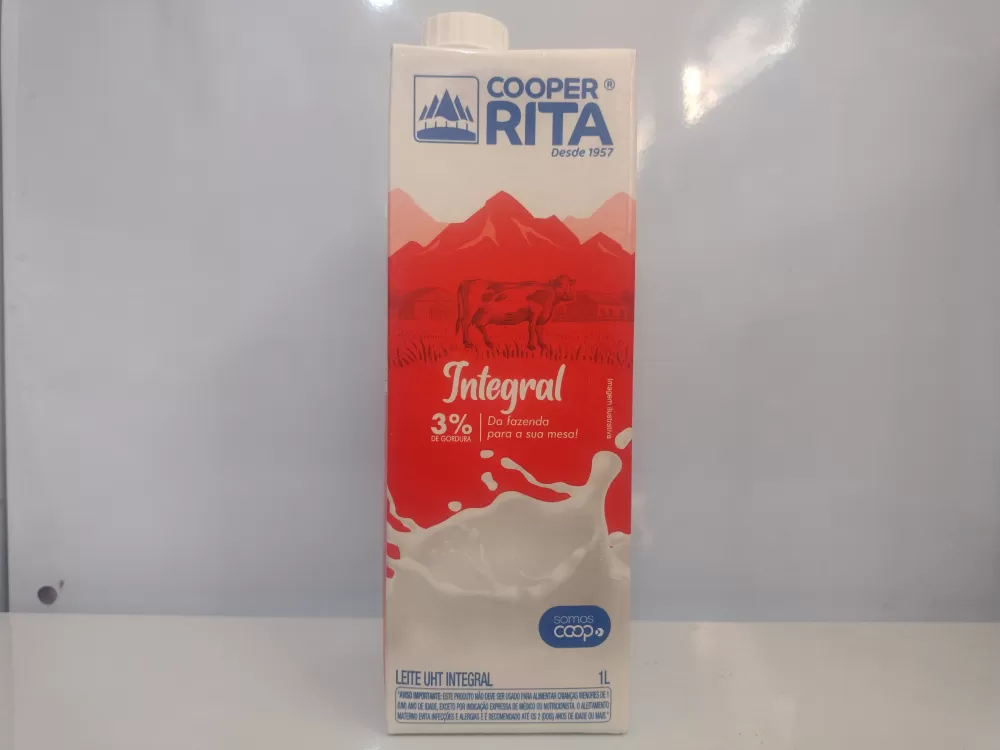 COOPER®
RITA
Desde 1957
Integral
3%
DE GORDURA
Da fazenda
para a sua mesa!
Imagem ilustrativa
somos
coop
LEITE UHT INTEGRAL 1L
"AVISO IMPORTANTE: ESTE PRODUTO NÃO DEVE SER USADO PARA ALIMENTAR CRIANÇAS MENORES DE 1
(UM) ANO DE IDADE, EXCETO POR INDICAÇÃO EXPRESSA DE MÉDICO OU NUTRICIONISTA. O ALEITAMENTO
MATERNO EVITA INFECÇÕES E ALERGIAS E É RECOMENDADO ATÉ OS 2 (DOIS) ANOS DE IDADE OU MAIS."